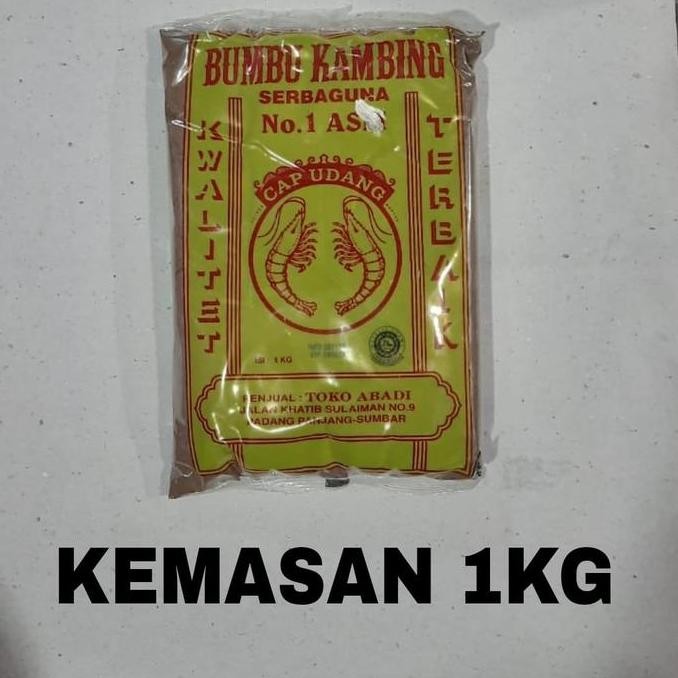 BUMBU KAMBING
SERBAGUNA
No.1
KWALITET
TERBAIK
CAP UDANG
ISI : 1 KG
PENJUAL : TOKO ABADI
JALAN KHATIB SULAIMAN NO.9
PADANG PANJANG-SUMBAR
KEMASAN 1KG